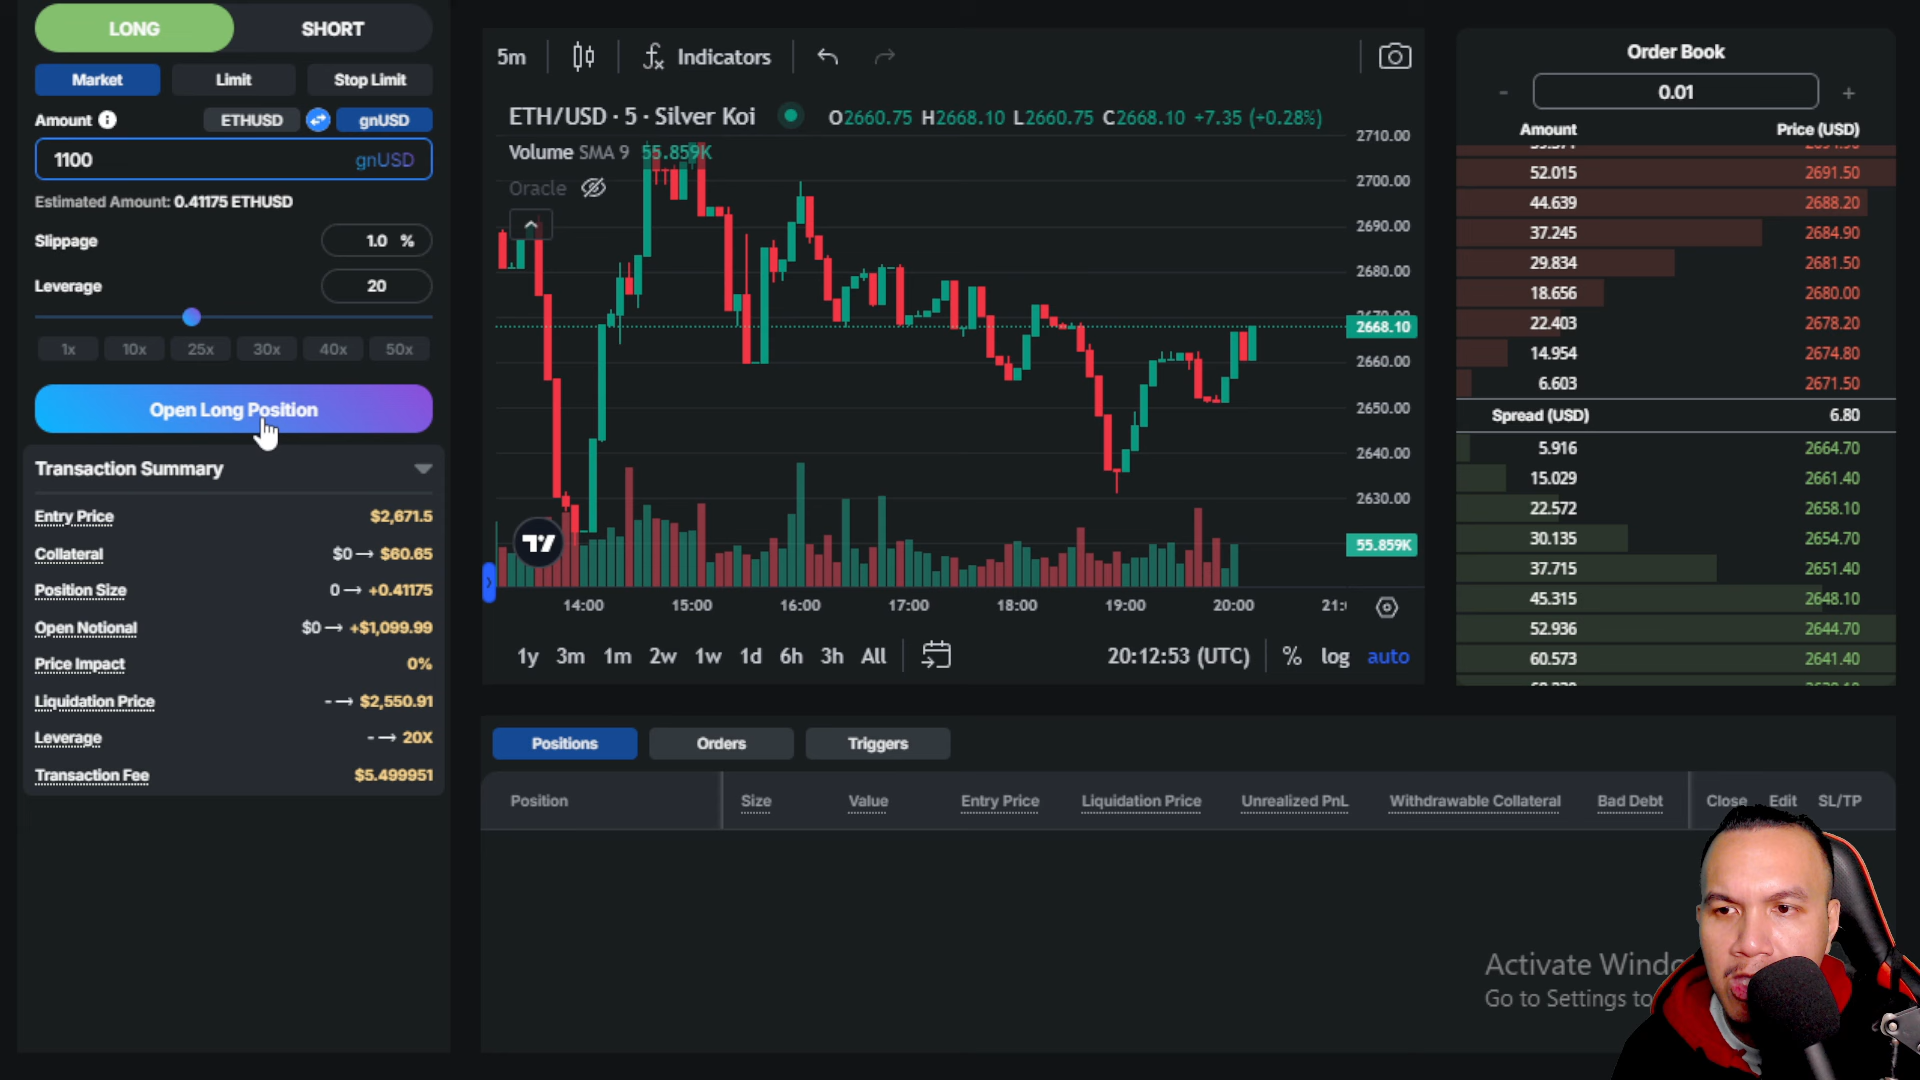 LONG
SHORT
Market
Limit
Stop Limit
Amount
ETHUSD
gnUSD
1100
gnUSD
Estimated Amount: 0.41175 ETHUSD
Slippage
1.0 %
Leverage
20
1x
10x
25x
30x
40x
50x
Open Long Position
Transaction Summary
Entry Price
$2,671.5
Collateral
$0 → $60.65
Position Size
0 → +0.41175
Open Notional
$0 → +$1,099.99
Price Impact
0%
Liquidation Price
- → $2,550.91
Leverage
- → 20X
Transaction Fee
$5.499951
5m
Indicators
ETH/USD · 5 · Silver Koi
O2660.75 H2668.10 L2660.75 C2668.10 +7.35 (+0.28%)
Volume SMA 9 55.859K
Oracle
2710.00
2700.00
2690.00
2680.00
2668.10
2660.00
2650.00
2640.00
2630.00
55.859K
14:00
15:00
16:00
17:00
18:00
19:00
20:00
1y
3m
1m
2w
1w
1d
6h
3h
All
20:12:53 (UTC)
%
log
auto
Order Book
-
0.01
+
Amount
Price (USD)
52.015 2691.50
44.639 2688.20
37.245 2684.90
29.834 2681.50
18.656 2680.00
22.403 2678.20
14.954 2674.80
6.603 2671.50
Spread (USD) 6.80
5.916 2664.70
15.029 2661.40
22.572 2658.10
30.135 2654.70
37.715 2651.40
45.315 2648.10
52.936 2644.70
60.573 2641.40
Positions
Orders
Triggers
Position
Size
Value
Entry Price
Liquidation Price
Unrealized PnL
Withdrawable Collateral
Bad Debt
Close
Edit
SL/TP
Activate
Go to Settings to